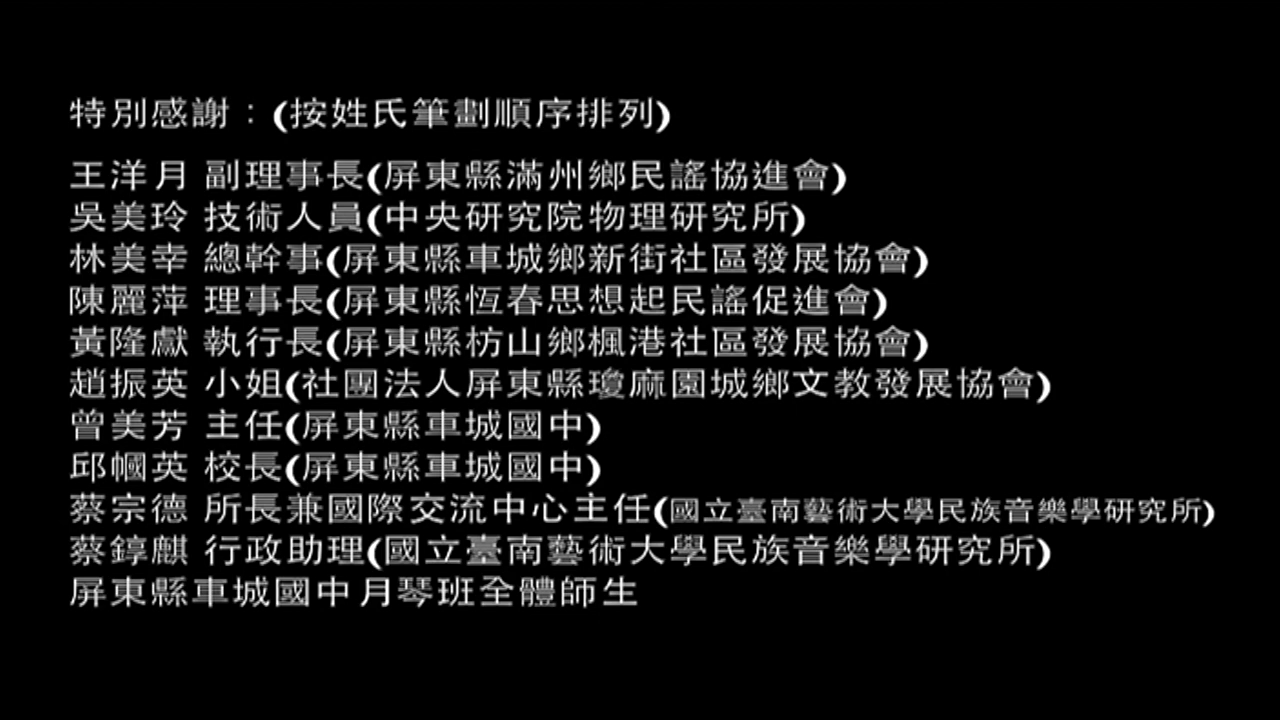 特別感謝：(按姓氏筆劃順序排列)
王洋月 副理事長(屏東縣滿州鄉民謠協進會)
吳美玲 技術人員(中央研究院物理研究所)
林美幸 總幹事(屏東縣車城鄉新街社區發展協會)
陳麗萍 理事長(屏東縣恆春思想起民謠促進會)
黃隆獻 執行長(屏東縣枋山鄉楓港社區發展協會)
趙振英 小姐(社團法人屏東縣瓊麻園城鄉文教發展協會)
曾美芳 主任(屏東縣車城國中)
邱幗英 校長(屏東縣車城國中)
蔡宗德 所長兼國際交流中心主任(國立臺南藝術大學民族音樂學研究所)
蔡錞麒 行政助理(國立臺南藝術大學民族音樂學研究所)
屏東縣車城國中月琴班全體師生